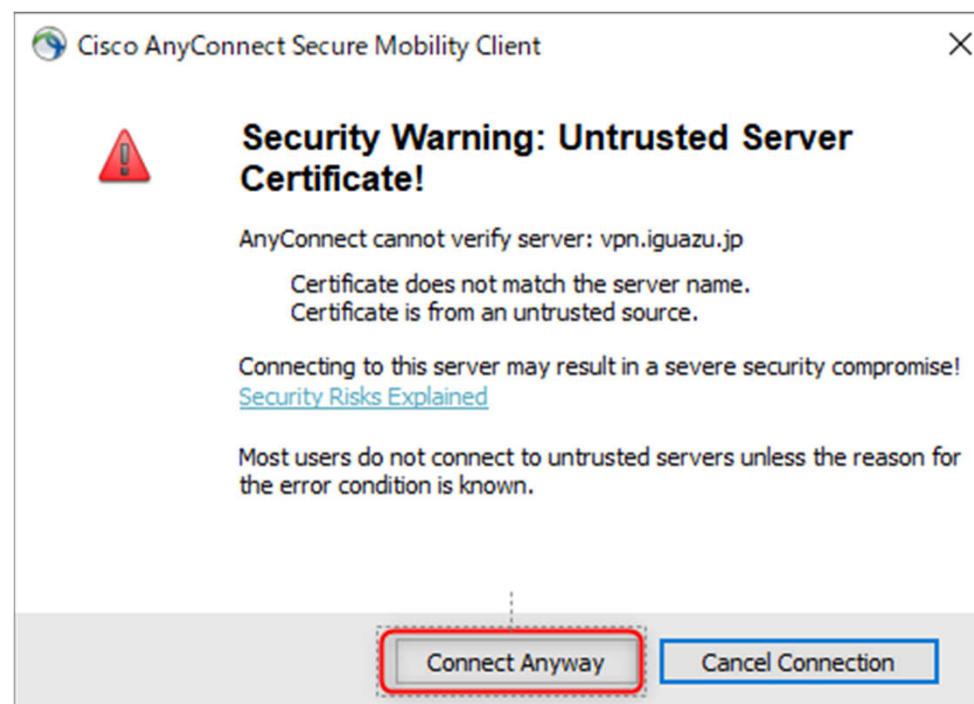 Cisco AnyConnect Secure Mobility Client
Security Warning: Untrusted Server
Certificate!
AnyConnect cannot verify server: vpn.iguazu.jp
Certificate does not match the server name.
Certificate is from an untrusted source.
Connecting to this server may result in a severe security compromise!
Security Risks Explained
Most users do not connect to untrusted servers unless the reason for
the error condition is known.
Connect Anyway
Cancel Connection